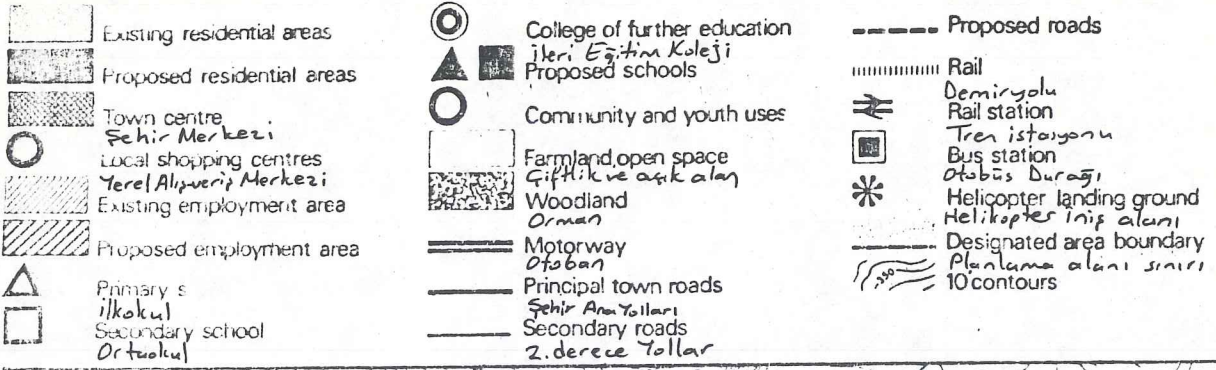 Existing residential areas
Proposed residential areas
Town centre
Şehir Merkezi
Local shopping centres
Yerel Alışveriş Merkezi
Existing employment area
Proposed employment area
Primary s
ilkokul
Secondary school
Ortaokul
College of further education
ileri Eğitim Koleji
Proposed schools
Community and youth uses
Farmland, open space
Çiftlik ve açık alan
Woodland
Orman
Motorway
Otoban
Principal town roads
Şehir Ana Yolları
Secondary roads
2. derece Yollar
Proposed roads
Rail
Demiryolu
Rail station
Tren istasyonu
Bus station
Otobüs Durağı
Helicopter landing ground
Helikopter iniş alanı
Designated area boundary
Planlama alanı sınırı
350
10'contours